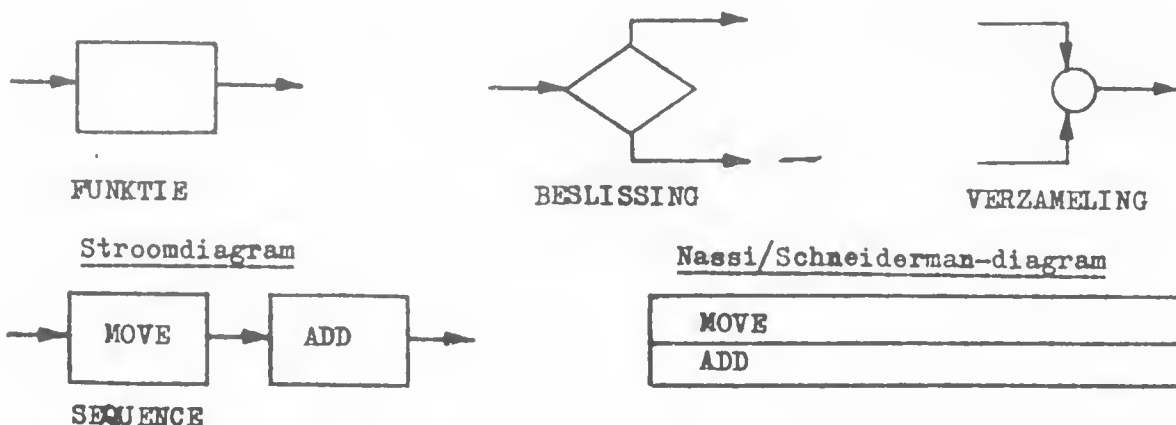 FUNKTIE
BESLISSING
VERZAMELING
Stroomdiagram
Nassi/Schneiderman-diagram
MOVE
ADD
MOVE
ADD
SEQUENCE